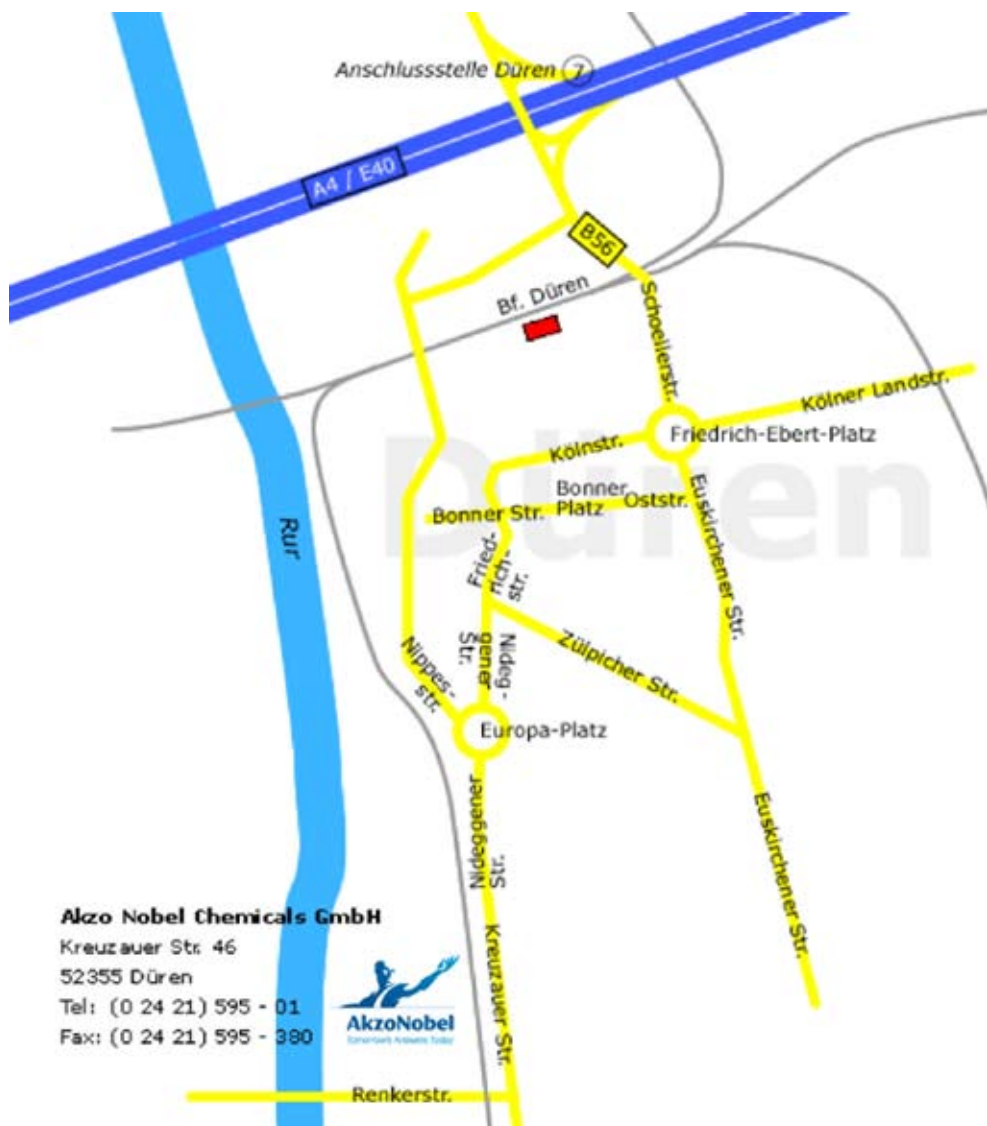 Anschlussstelle Düren 7
A4 / E40
B56
Bf. Düren
Schoellerstr.
Kölner Landstr.
Friedrich-Ebert-Platz
Kölnstr.
Düren
Bonner
Platz
Bonner Str.
Oststr.
Euskirchener Str.
Rur
Fried-
rich-
str.
Nideg-
gener
Str.
Zülpicher Str.
Nippes-
str.
Europa-Platz
Nideggener
Str.
Euskirchener Str.
Akzo Nobel Chemicals GmbH
Kreuzauer Str. 46
52355 Düren
Tel: (0 24 21) 595 - 01
Fax: (0 24 21) 595 - 380
AkzoNobel
Tomorrow's Answers Today
Kreuzauer Str.
Renkerstr.